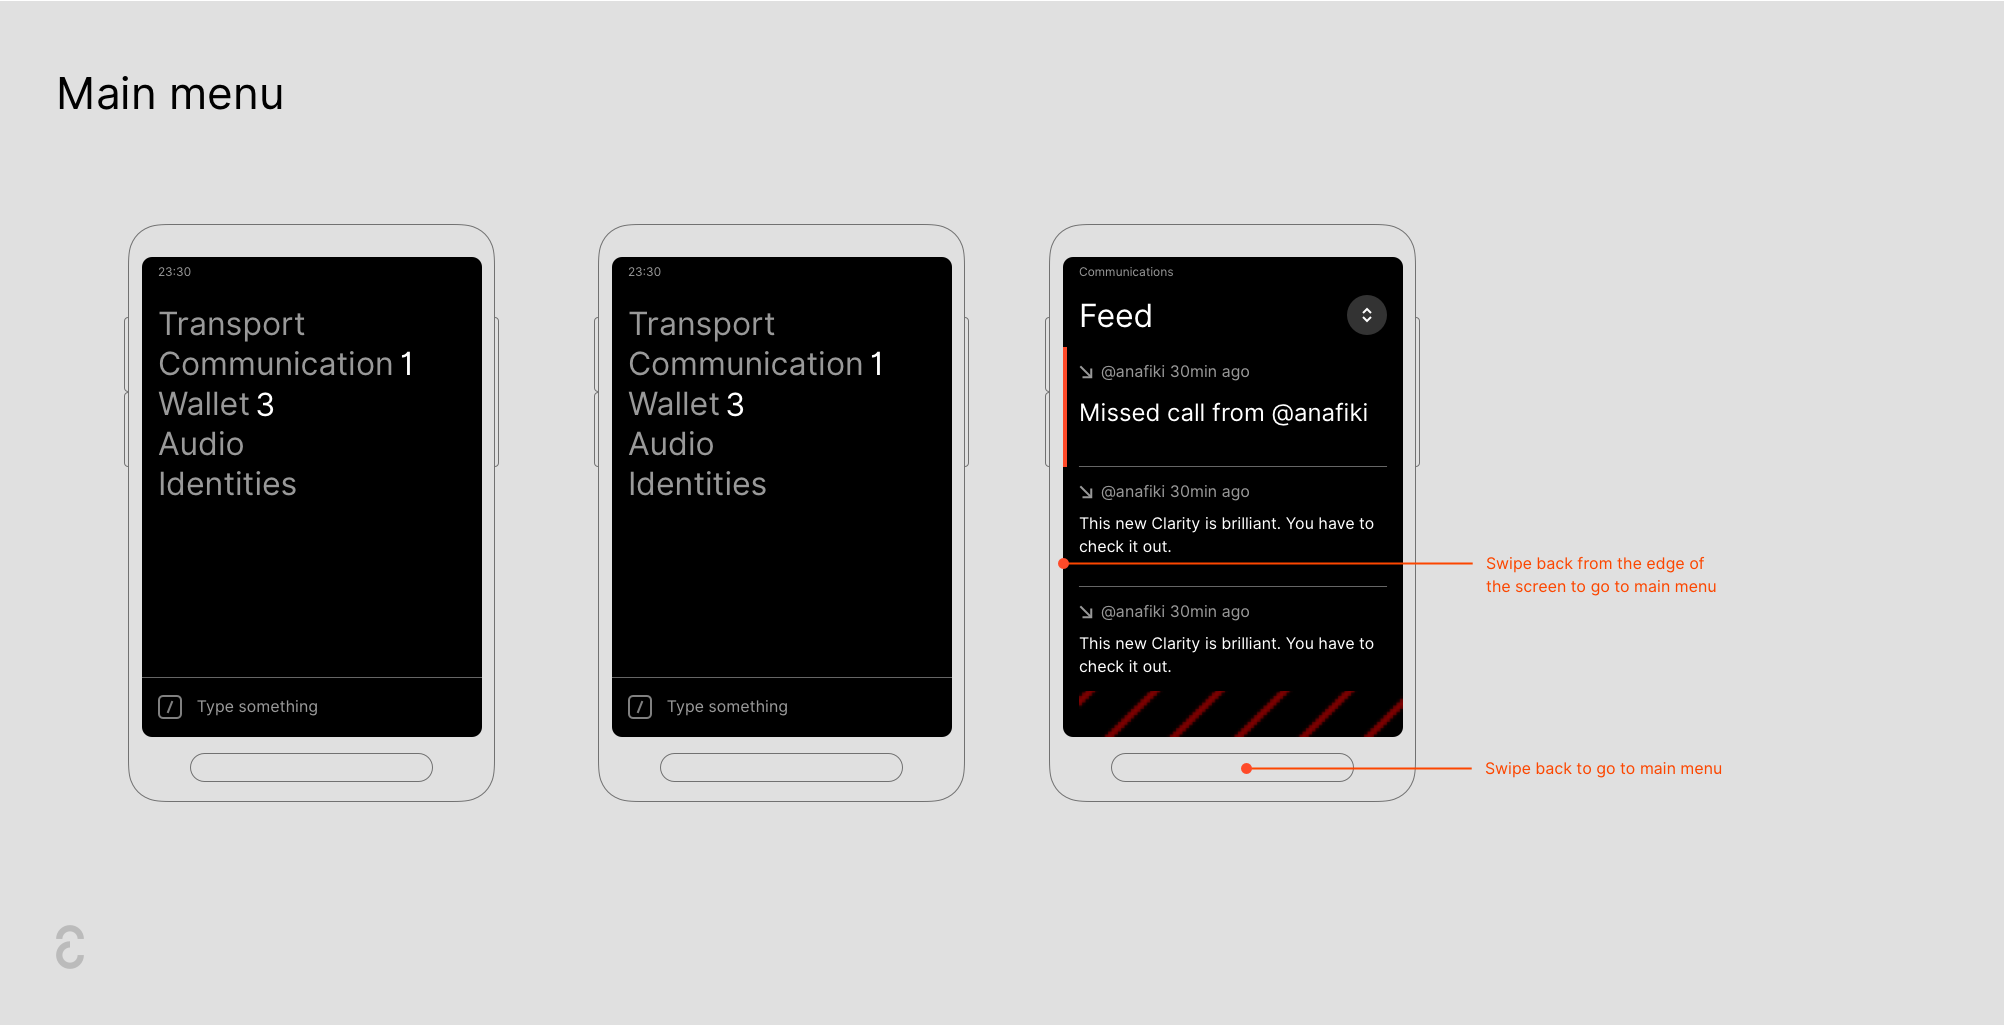 Main menu
23:30
Transport
Communication 1
Wallet 3
Audio
Identities
/ Type something
23:30
Transport
Communication 1
Wallet 3
Audio
Identities
/ Type something
Communications
Feed
@anafiki 30min ago
Missed call from @anafiki
@anafiki 30min ago
This new Clarity is brilliant. You have to
check it out.
@anafiki 30min ago
This new Clarity is brilliant. You have to
check it out.
Swipe back from the edge of
the screen to go to main menu
Swipe back to go to main menu